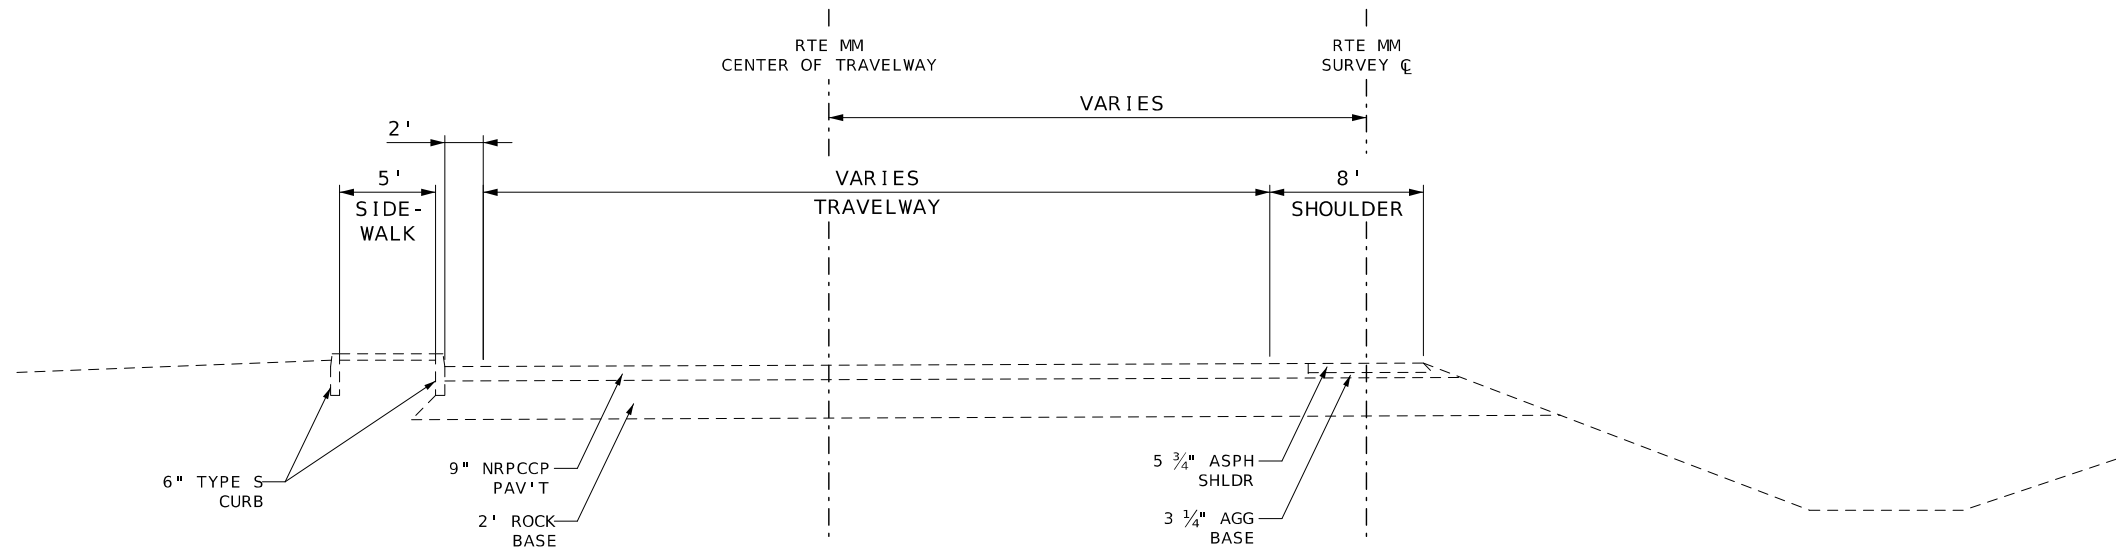 RTE MM
CENTER OF TRAVELWAY
RTE MM
SURVEY ℄
VARIES
2'
5'
SIDE-
WALK
VARIES
TRAVELWAY
8'
SHOULDER
6" TYPE S
CURB
9" NRPCCP
PAV'T
2' ROCK
BASE
5 ¾" ASPH
SHLDR
3 ¼" AGG
BASE